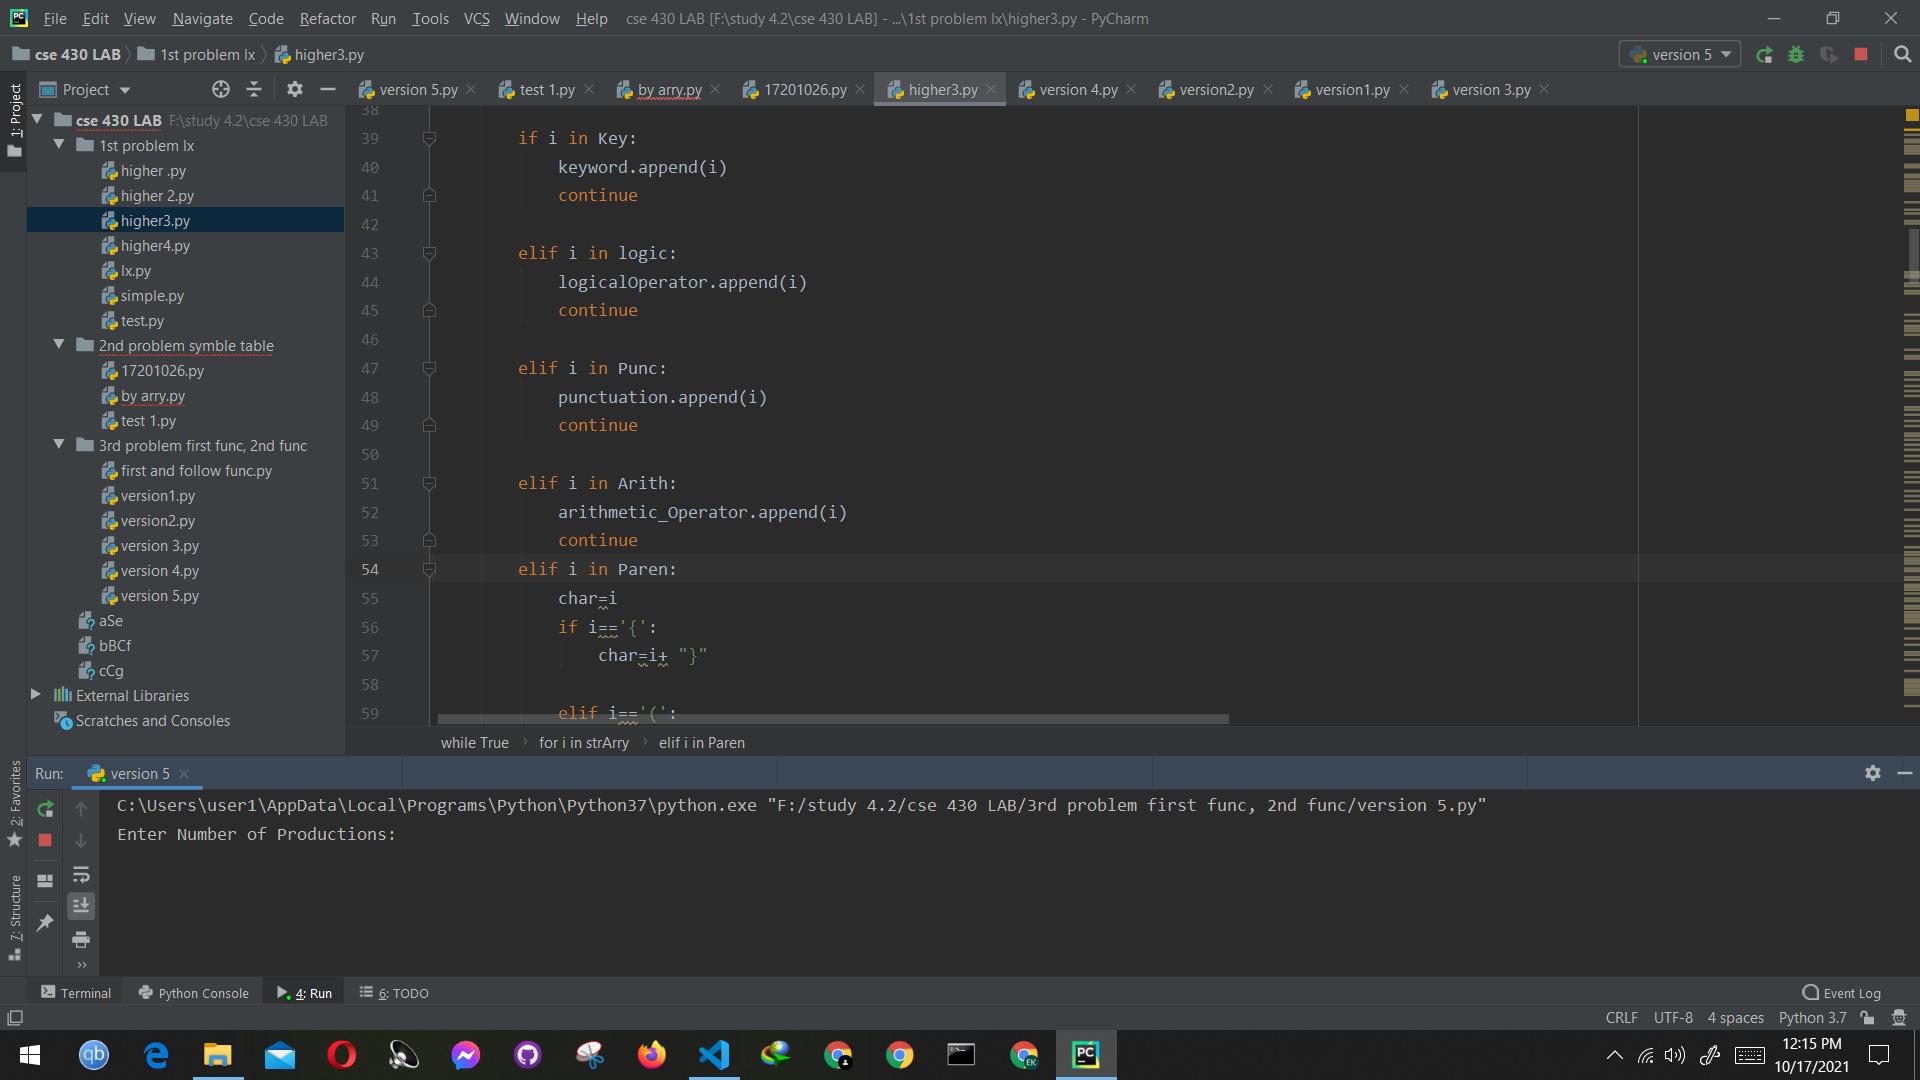 File Edit View Navigate Code Refactor Run Tools VCS Window Help cse 430 LAB [F:\study 4.2\cse 430 LAB] - ...\1st problem lx\higher3.py - PyCharm
cse 430 LAB 1st problem lx higher3.py version 5
Project version 5.py test 1.py by arry.py 17201026.py higher3.py version 4.py version2.py version1.py version 3.py
1: Project
cse 430 LAB F:\study 4.2\cse 430 LAB
1st problem lx
higher .py
higher 2.py
higher3.py
higher4.py
lx.py
simple.py
test.py
2nd problem symble table
17201026.py
by arry.py
test 1.py
3rd problem first func, 2nd func
first and follow func.py
version1.py
version2.py
version 3.py
version 4.py
version 5.py
aSe
bBCf
cCg
External Libraries
Scratches and Consoles
38
39 if i in Key:
40 keyword.append(i)
41 continue
42
43 elif i in logic:
44 logicalOperator.append(i)
45 continue
46
47 elif i in Punc:
48 punctuation.append(i)
49 continue
50
51 elif i in Arith:
52 arithmetic_Operator.append(i)
53 continue
54 elif i in Paren:
55 char=i
56 if i=='{':
57 char=i+ "}"
58
59 elif i=='(':
while True for i in strArry elif i in Paren
Run: version 5
C:\Users\user1\AppData\Local\Programs\Python\Python37\python.exe "F:/study 4.2/cse 430 LAB/3rd problem first func, 2nd func/version 5.py"
Enter Number of Productions:
2: Favorites
7: Structure
Terminal Python Console 4: Run 6: TODO Event Log
CRLF UTF-8 4 spaces Python 3.7
12:15 PM
10/17/2021